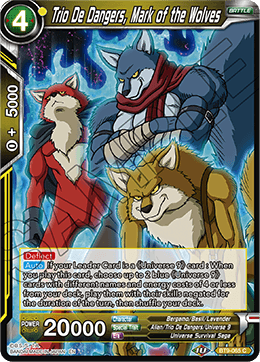 4
Trio De Dangers, Mark of the Wolves
BATTLE
+ 5000
Deflect
Auto If your Leader Card is a {Universe 9} card : When
you play this card, choose up to 2 blue {Universe 9}
cards with different names and energy costs of 4 or less
from your deck, play them with their skills negated for
the duration of the turn, then shuffle your deck.
POWER
20000
Character
Bergamo/Basil/Lavender
Special Trait
Alien/Trio De Dangers/Universe 9
Era
Universe Survival Saga
BT9-065 C